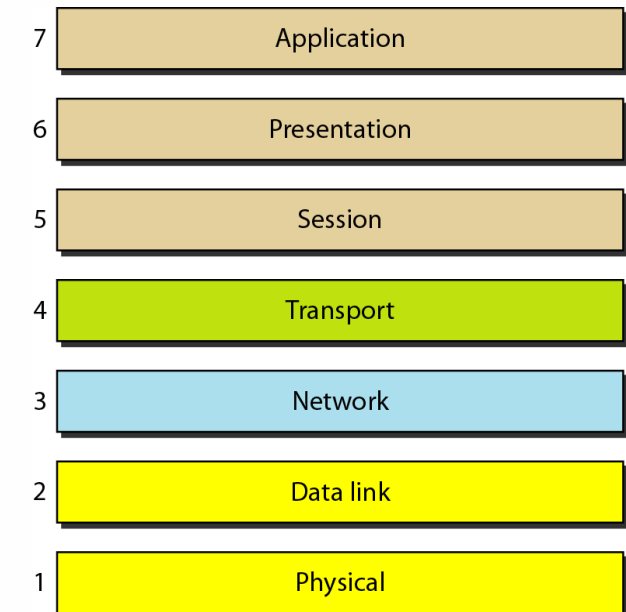 7 Application
6 Presentation
5 Session
4 Transport
3 Network
2 Data link
1 Physical